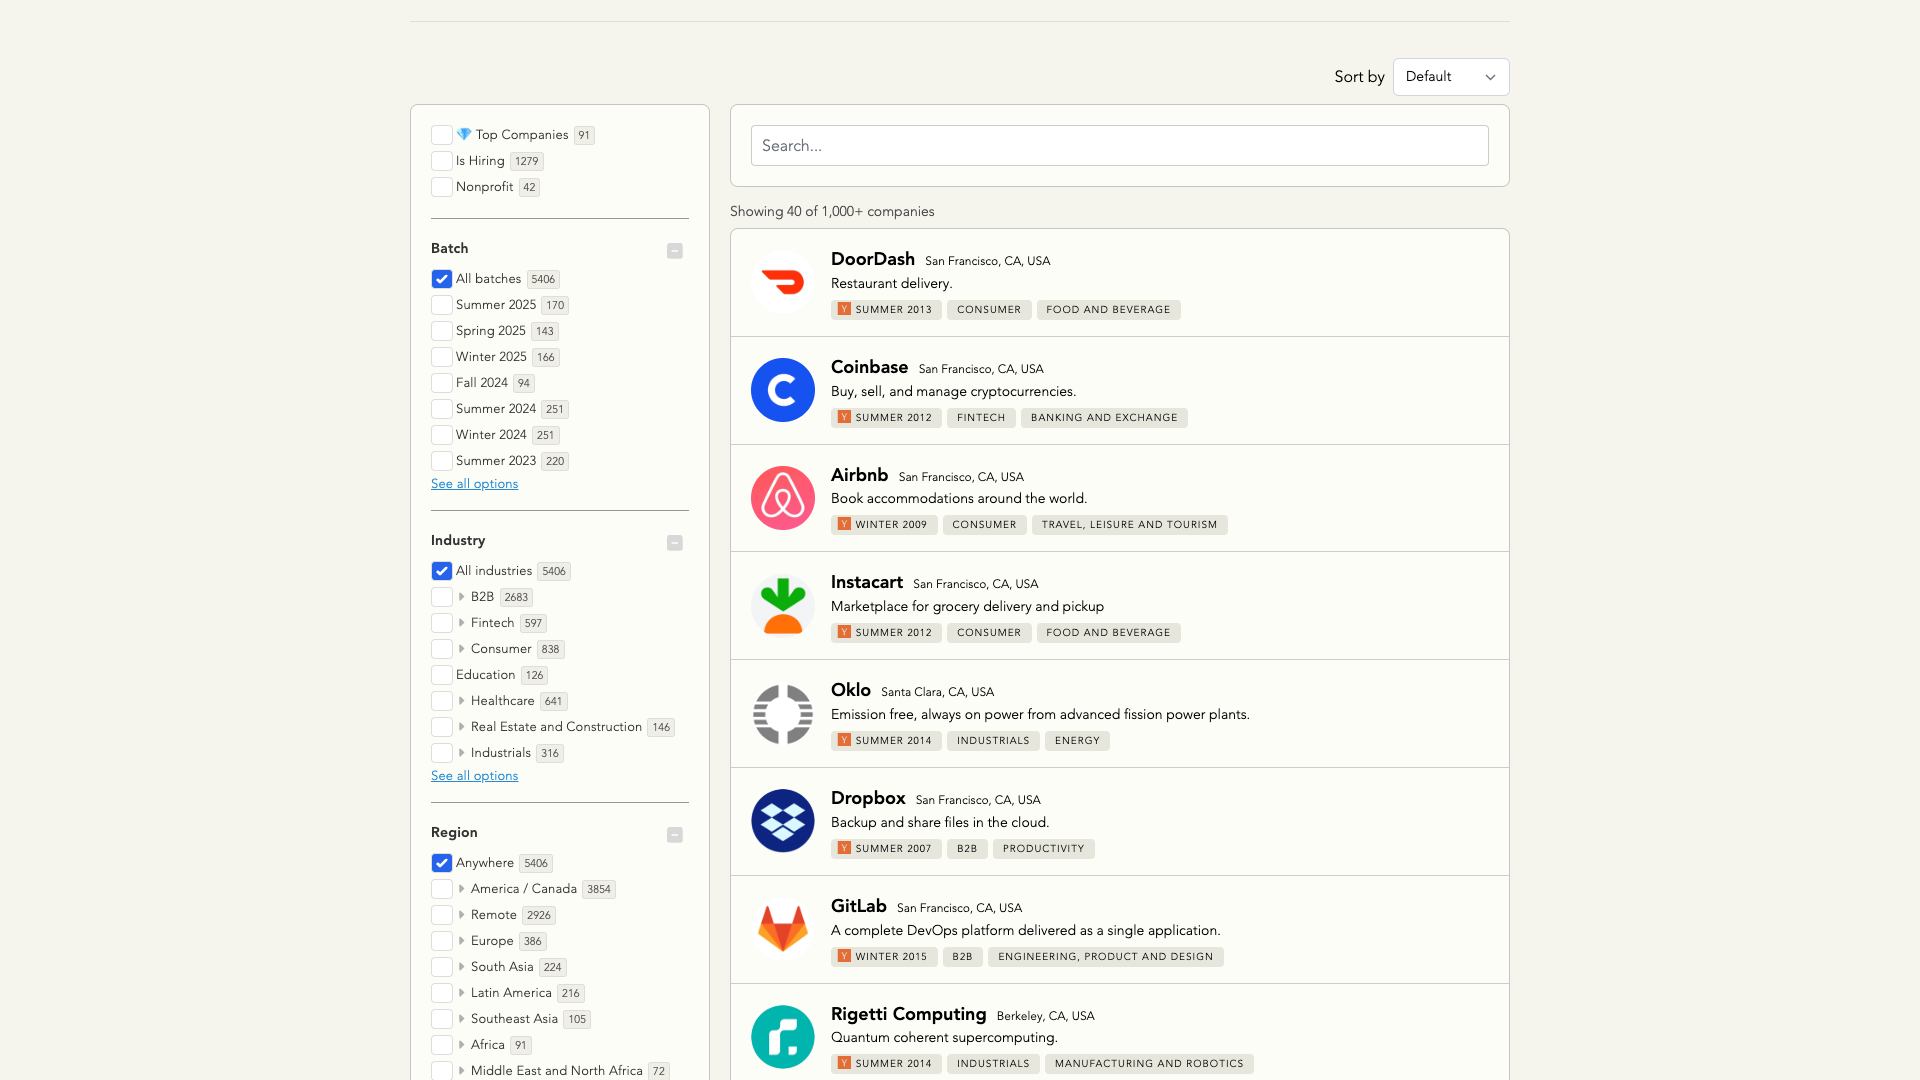 Sort by Default
Top Companies 91
Is Hiring 1279
Nonprofit 42
Batch
All batches 5406
Summer 2025 170
Spring 2025 143
Winter 2025 166
Fall 2024 94
Summer 2024 251
Winter 2024 251
Summer 2023 220
See all options
Industry
All industries 5406
B2B 2683
Fintech 597
Consumer 838
Education 126
Healthcare 641
Real Estate and Construction 146
Industrials 316
See all options
Region
Anywhere 5406
America / Canada 3854
Remote 2926
Europe 386
South Asia 224
Latin America 216
Southeast Asia 105
Africa 91
Middle East and North Africa 72
Search...
Showing 40 of 1,000+ companies
DoorDash San Francisco, CA, USA
Restaurant delivery.
Y SUMMER 2013 CONSUMER FOOD AND BEVERAGE
Coinbase San Francisco, CA, USA
Buy, sell, and manage cryptocurrencies.
Y SUMMER 2012 FINTECH BANKING AND EXCHANGE
Airbnb San Francisco, CA, USA
Book accommodations around the world.
Y WINTER 2009 CONSUMER TRAVEL, LEISURE AND TOURISM
Instacart San Francisco, CA, USA
Marketplace for grocery delivery and pickup
Y SUMMER 2012 CONSUMER FOOD AND BEVERAGE
Oklo Santa Clara, CA, USA
Emission free, always on power from advanced fission power plants.
Y SUMMER 2014 INDUSTRIALS ENERGY
Dropbox San Francisco, CA, USA
Backup and share files in the cloud.
Y SUMMER 2007 B2B PRODUCTIVITY
GitLab San Francisco, CA, USA
A complete DevOps platform delivered as a single application.
Y WINTER 2015 B2B ENGINEERING, PRODUCT AND DESIGN
Rigetti Computing Berkeley, CA, USA
Quantum coherent supercomputing.
Y SUMMER 2014 INDUSTRIALS MANUFACTURING AND ROBOTICS